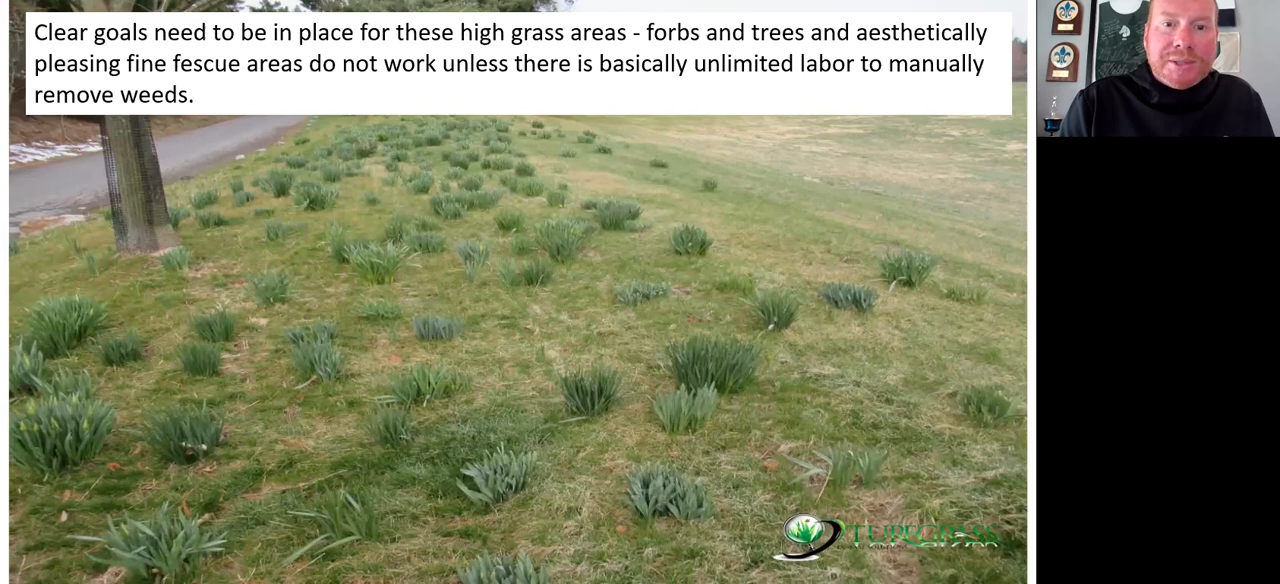 Clear goals need to be in place for these high grass areas - forbs and trees and aesthetically
pleasing fine fescue areas do not work unless there is basically unlimited labor to manually
remove weeds.
TURFGRASS